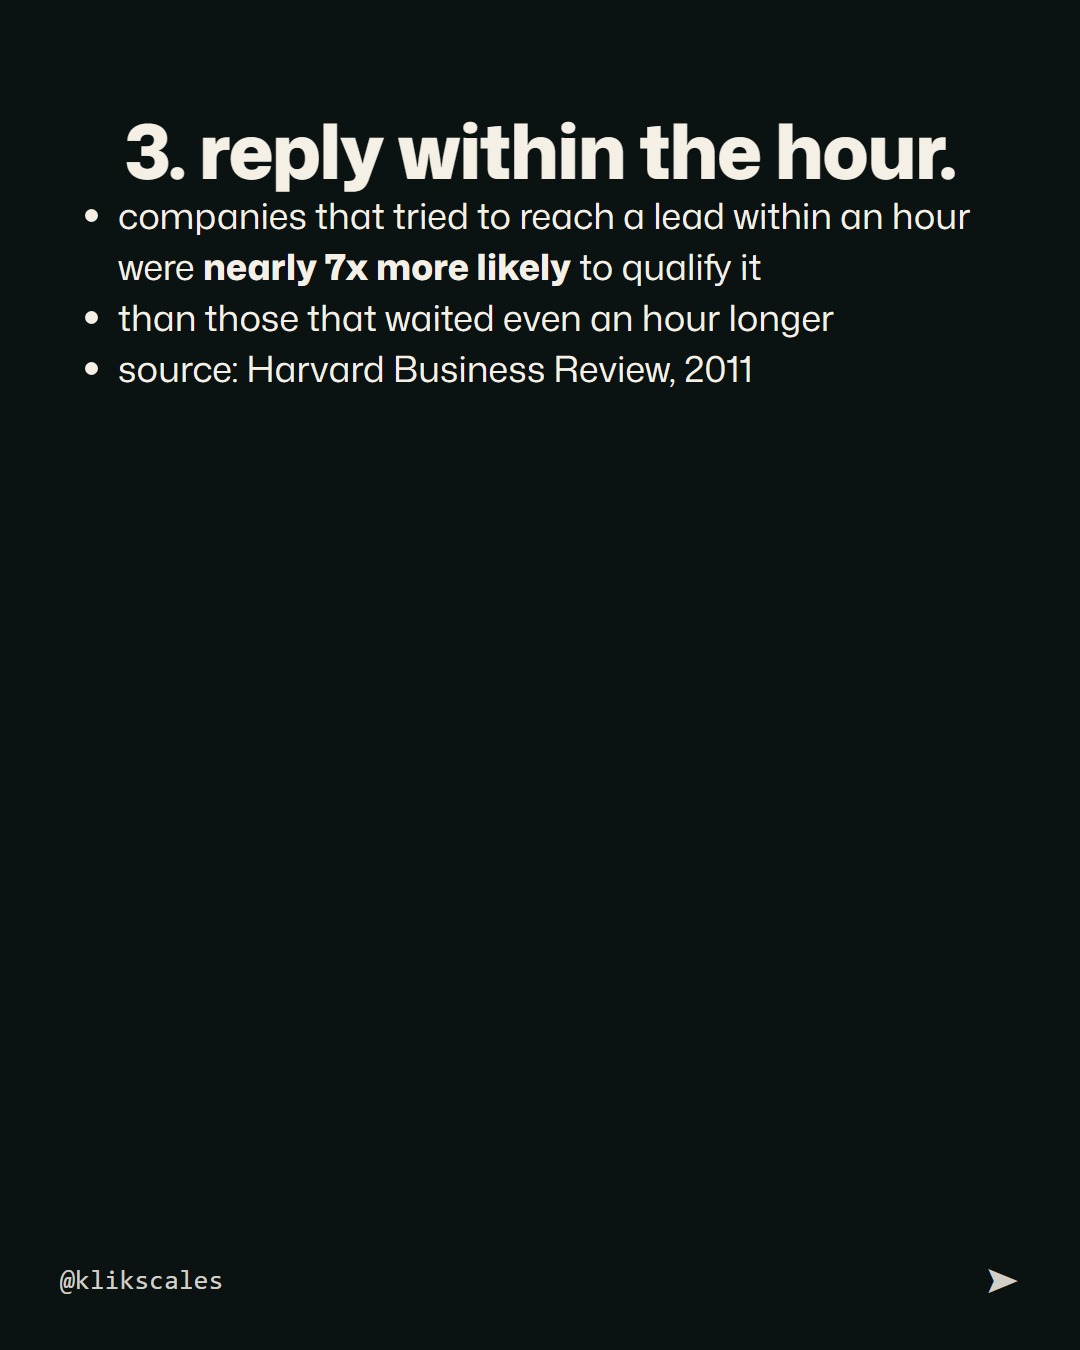 3. reply within the hour.
• companies that tried to reach a lead within an hour
were nearly 7x more likely to qualify it
• than those that waited even an hour longer
• source: Harvard Business Review, 2011
@klikscales